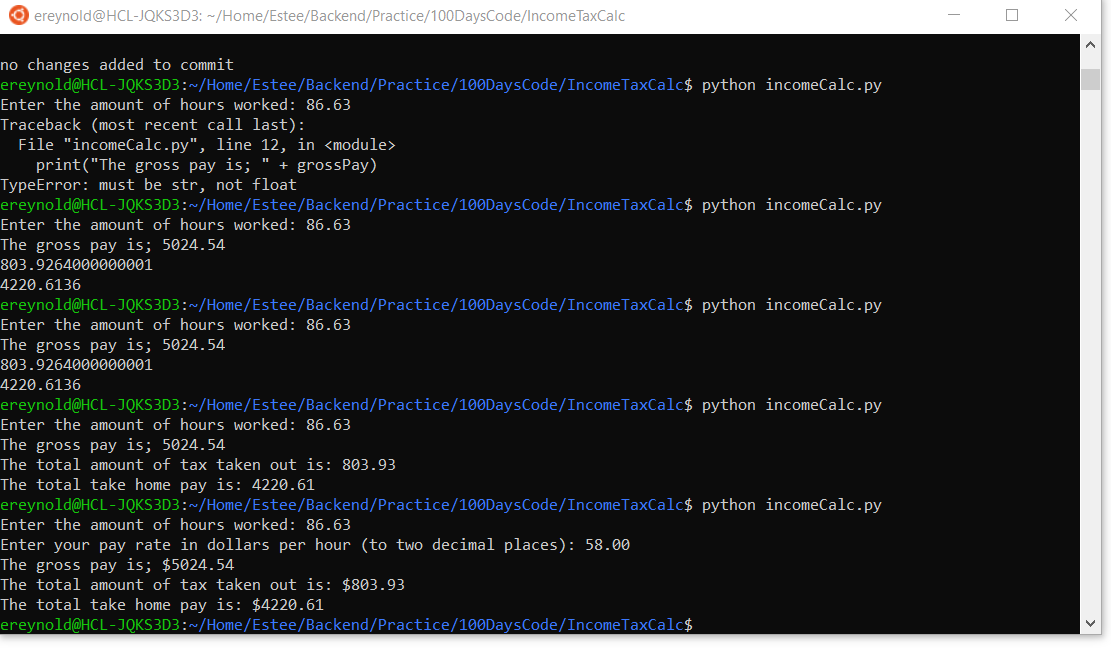 ereynold@HCL-JQKS3D3: ~/Home/Estee/Backend/Practice/100DaysCode/IncomeTaxCalc
no changes added to commit
ereynold@HCL-JQKS3D3:~/Home/Estee/Backend/Practice/100DaysCode/IncomeTaxCalc$ python incomeCalc.py
Enter the amount of hours worked: 86.63
Traceback (most recent call last):
  File "incomeCalc.py", line 12, in <module>
    print("The gross pay is; " + grossPay)
TypeError: must be str, not float
ereynold@HCL-JQKS3D3:~/Home/Estee/Backend/Practice/100DaysCode/IncomeTaxCalc$ python incomeCalc.py
Enter the amount of hours worked: 86.63
The gross pay is; 5024.54
803.9264000000001
4220.6136
ereynold@HCL-JQKS3D3:~/Home/Estee/Backend/Practice/100DaysCode/IncomeTaxCalc$ python incomeCalc.py
Enter the amount of hours worked: 86.63
The gross pay is; 5024.54
803.9264000000001
4220.6136
ereynold@HCL-JQKS3D3:~/Home/Estee/Backend/Practice/100DaysCode/IncomeTaxCalc$ python incomeCalc.py
Enter the amount of hours worked: 86.63
The gross pay is; 5024.54
The total amount of tax taken out is: 803.93
The total take home pay is: 4220.61
ereynold@HCL-JQKS3D3:~/Home/Estee/Backend/Practice/100DaysCode/IncomeTaxCalc$ python incomeCalc.py
Enter the amount of hours worked: 86.63
Enter your pay rate in dollars per hour (to two decimal places): 58.00
The gross pay is; $5024.54
The total amount of tax taken out is: $803.93
The total take home pay is: $4220.61
ereynold@HCL-JQKS3D3:~/Home/Estee/Backend/Practice/100DaysCode/IncomeTaxCalc$